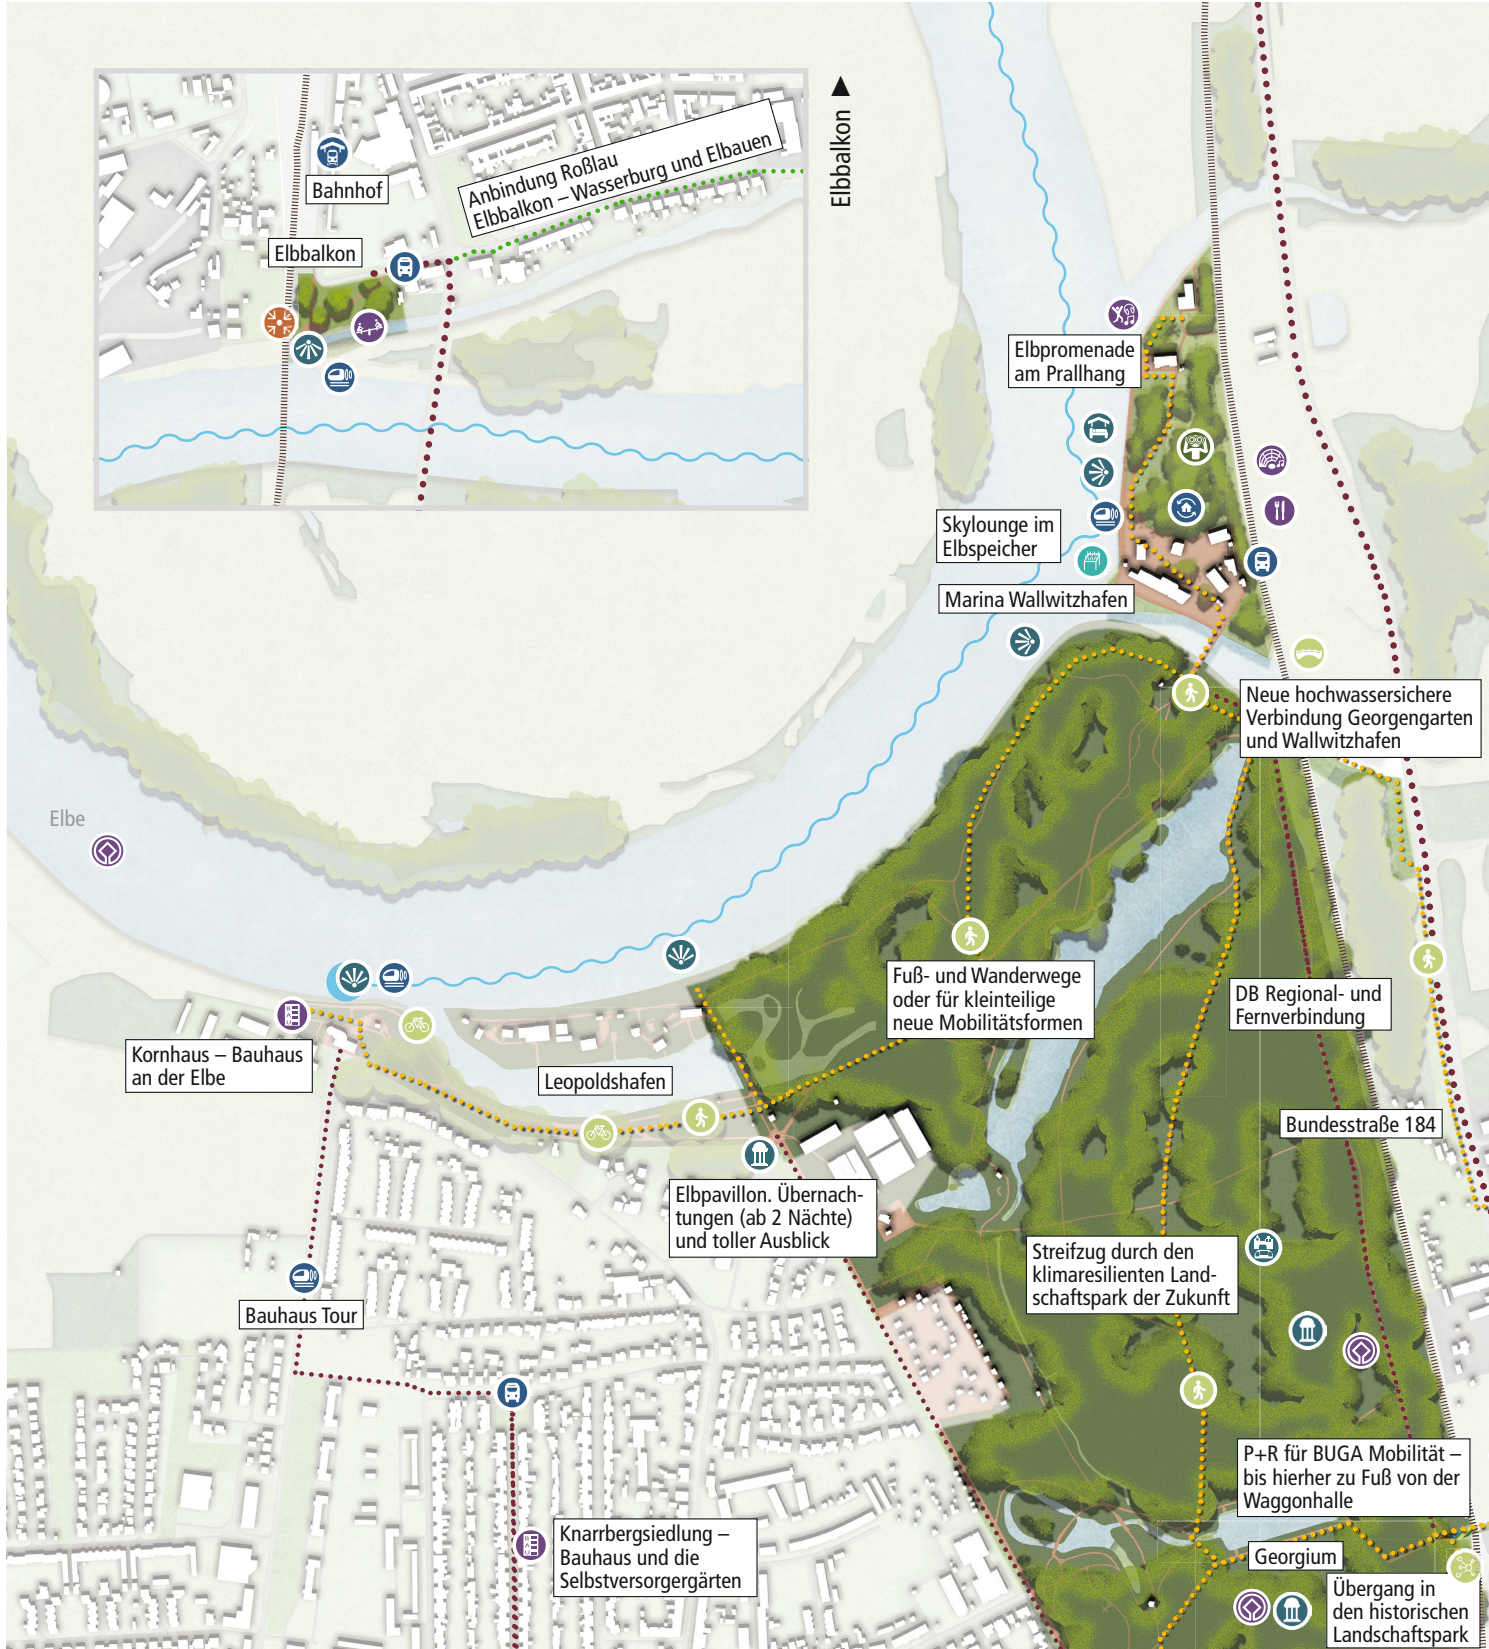 Elbbalkon ▲
Bahnhof
Anbindung Roßlau
Elbbalkon – Wasserburg und Elbauen
Elbbalkon
Elbpromenade
am Prallhang
Skylounge im
Elbspeicher
Marina Wallwitzhafen
Neue hochwassersichere
Verbindung Georgengarten
und Wallwitzhafen
Elbe
Fuß- und Wanderwege
oder für kleinteilige
neue Mobilitätsformen
DB Regional- und
Fernverbindung
Kornhaus – Bauhaus
an der Elbe
Leopoldshafen
Bundesstraße 184
Elbpavillon. Übernach-
tungen (ab 2 Nächte)
und toller Ausblick
Streifzug durch den
klimaresilienten Land-
schaftspark der Zukunft
Bauhaus Tour
P+R für BUGA Mobilität –
bis hierher zu Fuß von der
Waggonhalle
Knarrbergsiedlung –
Bauhaus und die
Selbstversorgergärten
Georgium
Übergang in
den historischen
Landschaftspark